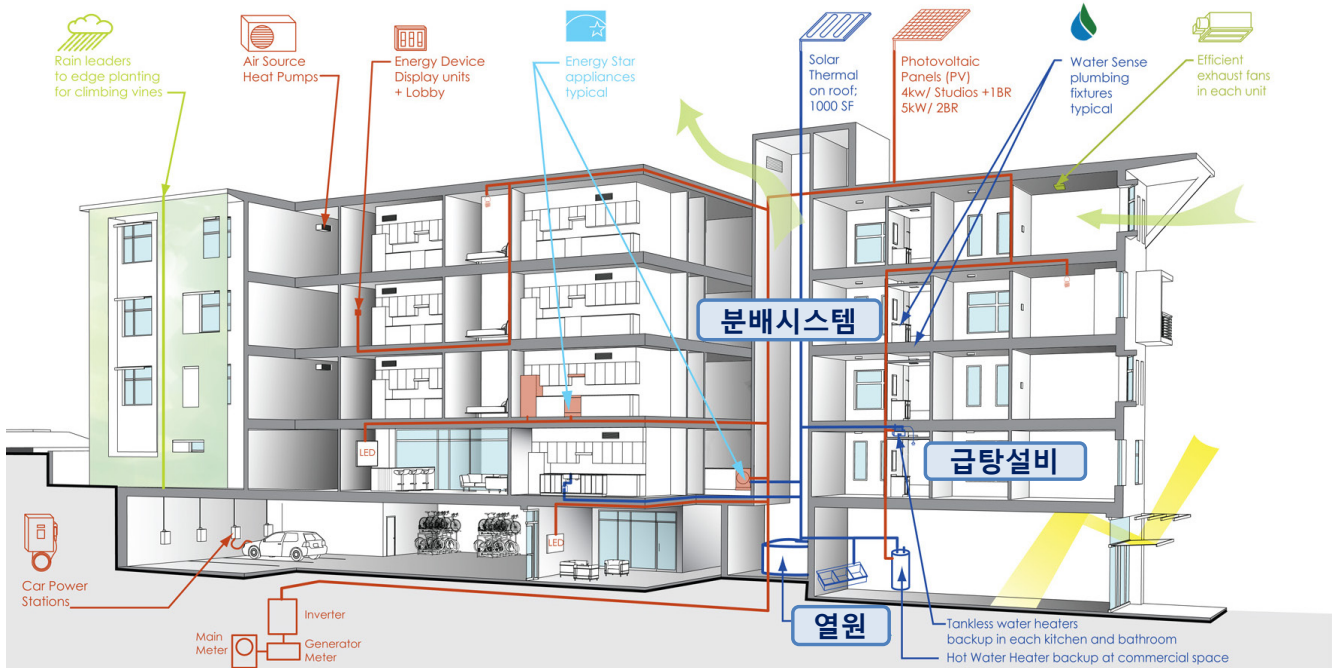 Rain leaders
to edge planting
for climbing vines
Air Source
Heat Pumps
Energy Device
Display units
+ Lobby
Energy Star
appliances
typical
Solar
Thermal
on roof;
1000 SF
Photovoltaic
Panels (PV)
4kw/ Studios +1BR
5kW/ 2BR
Water Sense
plumbing
fixtures
typical
Efficient
exhaust fans
in each unit
분배시스템
LED
급탕설비
LED
Car Power
Stations
Inverter
Main
Meter
Generator
Meter
열원
Tankless water heaters
backup in each kitchen and bathroom
Hot Water Heater backup at commercial space